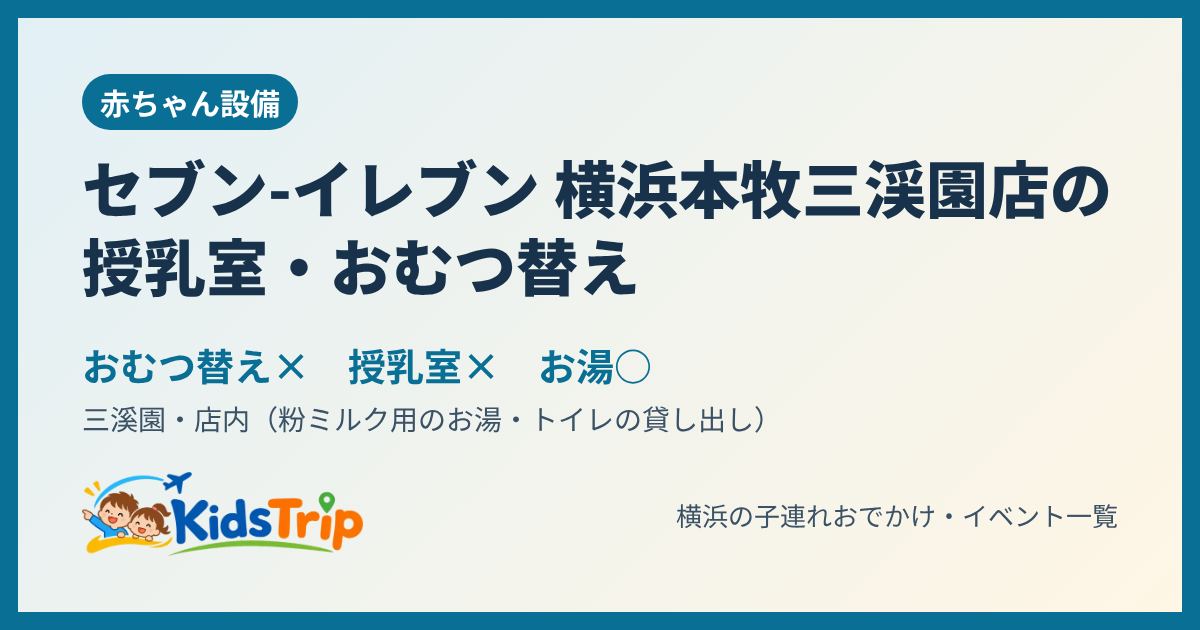 赤ちゃん設備
セブン-イレブン 横浜本牧三渓園店の
授乳室・おむつ替え
おむつ替え×　授乳室×　お湯○
三溪園・店内（粉ミルク用のお湯・トイレの貸し出し）
KidsTrip
横浜の子連れおでかけ・イベント一覧